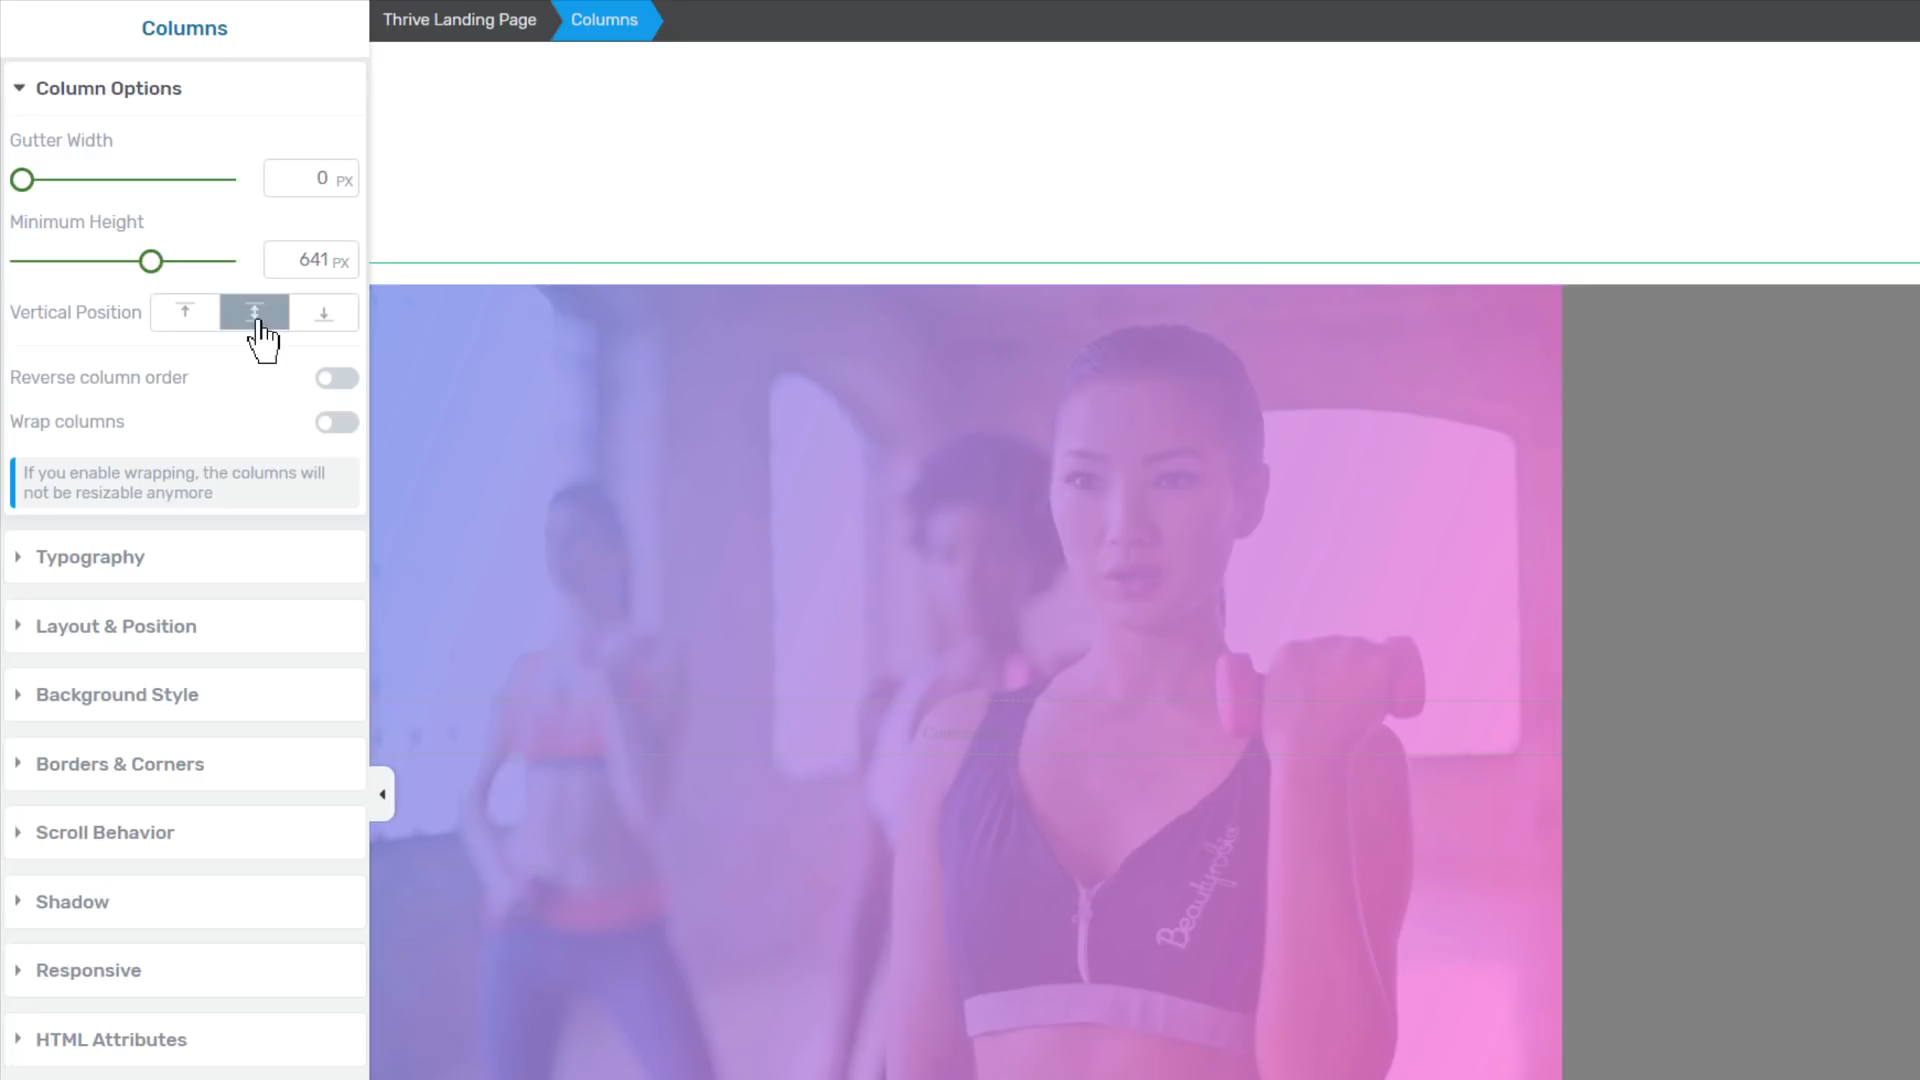 Columns
Thrive Landing Page
Columns
Column Options
Gutter Width
0 PX
Minimum Height
641 PX
Vertical Position
Reverse column order
Wrap columns
If you enable wrapping, the columns will
not be resizable anymore
Typography
Layout & Position
Background Style
Borders & Corners
Scroll Behavior
Shadow
Responsive
HTML Attributes